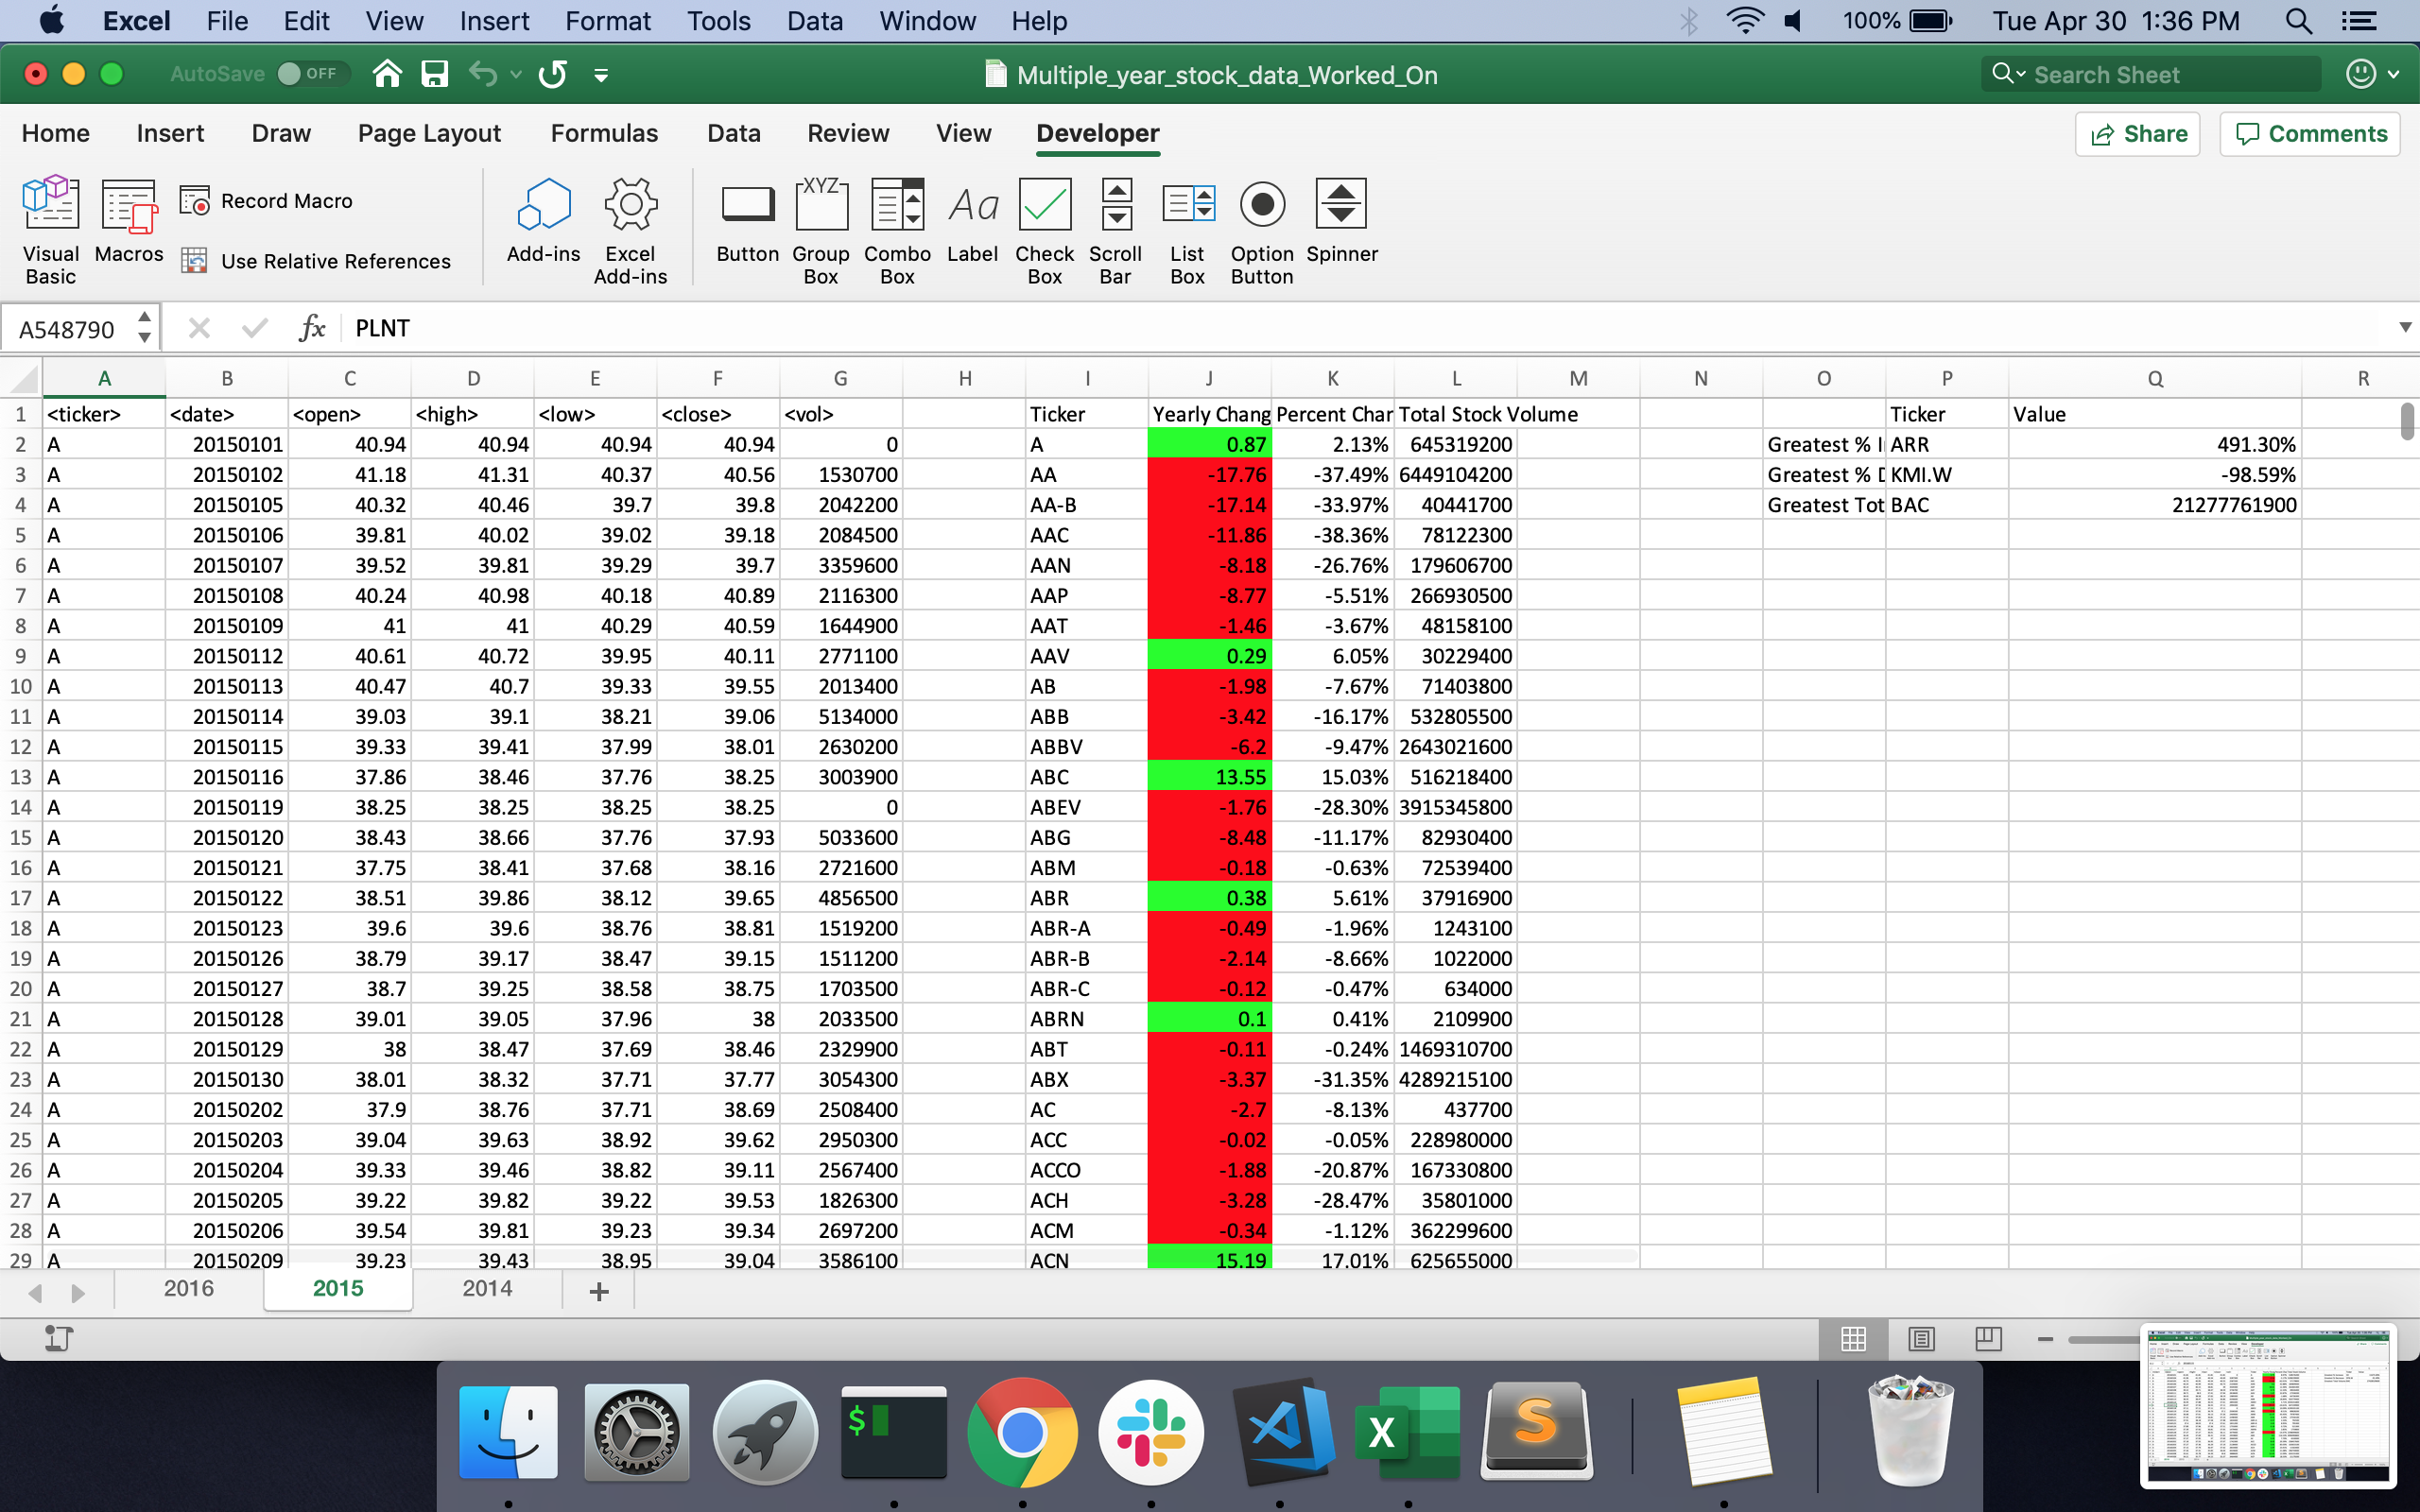 Excel File Edit View Insert Format Tools Data Window Help 100% Tue Apr 30 1:36 PM
AutoSave OFF Multiple_year_stock_data_Worked_On Search Sheet
Home Insert Draw Page Layout Formulas Data Review View Developer Share Comments
Visual Basic Macros Record Macro Use Relative References Add-ins Excel Add-ins Button Group Box Combo Box Label Check Box Scroll Bar List Box Option Button Spinner
A548790 fx PLNT
A B C D E F G H I J K L M N O P Q R
1 <ticker> <date> <open> <high> <low> <close> <vol> Ticker Yearly Chang Percent Char Total Stock Volume Ticker Value
2 A 20150101 40.94 40.94 40.94 40.94 0 A 0.87 2.13% 645319200 Greatest % I ARR 491.30%
3 A 20150102 41.18 41.31 40.37 40.56 1530700 AA -17.76 -37.49% 6449104200 Greatest % D KMI.W -98.59%
4 A 20150105 40.32 40.46 39.7 39.8 2042200 AA-B -17.14 -33.97% 40441700 Greatest Tot BAC 21277761900
5 A 20150106 39.81 40.02 39.02 39.18 2084500 AAC -11.86 -38.36% 78122300
6 A 20150107 39.52 39.81 39.29 39.7 3359600 AAN -8.18 -26.76% 179606700
7 A 20150108 40.24 40.98 40.18 40.89 2116300 AAP -8.77 -5.51% 266930500
8 A 20150109 41 41 40.29 40.59 1644900 AAT -1.46 -3.67% 48158100
9 A 20150112 40.61 40.72 39.95 40.11 2771100 AAV 0.29 6.05% 30229400
10 A 20150113 40.47 40.7 39.33 39.55 2013400 AB -1.98 -7.67% 71403800
11 A 20150114 39.03 39.1 38.21 39.06 5134000 ABB -3.42 -16.17% 532805500
12 A 20150115 39.33 39.41 37.99 38.01 2630200 ABBV -6.2 -9.47% 2643021600
13 A 20150116 37.86 38.46 37.76 38.25 3003900 ABC 13.55 15.03% 516218400
14 A 20150119 38.25 38.25 38.25 38.25 0 ABEV -1.76 -28.30% 3915345800
15 A 20150120 38.43 38.66 37.76 37.93 5033600 ABG -8.48 -11.17% 82930400
16 A 20150121 37.75 38.41 37.68 38.16 2721600 ABM -0.18 -0.63% 72539400
17 A 20150122 38.51 39.86 38.12 39.65 4856500 ABR 0.38 5.61% 37916900
18 A 20150123 39.6 39.6 38.76 38.81 1519200 ABR-A -0.49 -1.96% 1243100
19 A 20150126 38.79 39.17 38.47 39.15 1511200 ABR-B -2.14 -8.66% 1022000
20 A 20150127 38.7 39.25 38.58 38.75 1703500 ABR-C -0.12 -0.47% 634000
21 A 20150128 39.01 39.05 37.96 38 2033500 ABRN 0.1 0.41% 2109900
22 A 20150129 38 38.47 37.69 38.46 2329900 ABT -0.11 -0.24% 1469310700
23 A 20150130 38.01 38.32 37.71 37.77 3054300 ABX -3.37 -31.35% 4289215100
24 A 20150202 37.9 38.76 37.71 38.69 2508400 AC -2.7 -8.13% 437700
25 A 20150203 39.04 39.63 38.92 39.62 2950300 ACC -0.02 -0.05% 228980000
26 A 20150204 39.33 39.46 38.82 39.11 2567400 ACCO -1.88 -20.87% 167330800
27 A 20150205 39.22 39.82 39.22 39.53 1826300 ACH -3.28 -28.47% 35801000
28 A 20150206 39.54 39.81 39.23 39.34 2697200 ACM -0.34 -1.12% 362299600
29 A 20150209 39.23 39.43 38.95 39.04 3586100 ACN 15.19 17.01% 625655000
2016 2015 2014 +